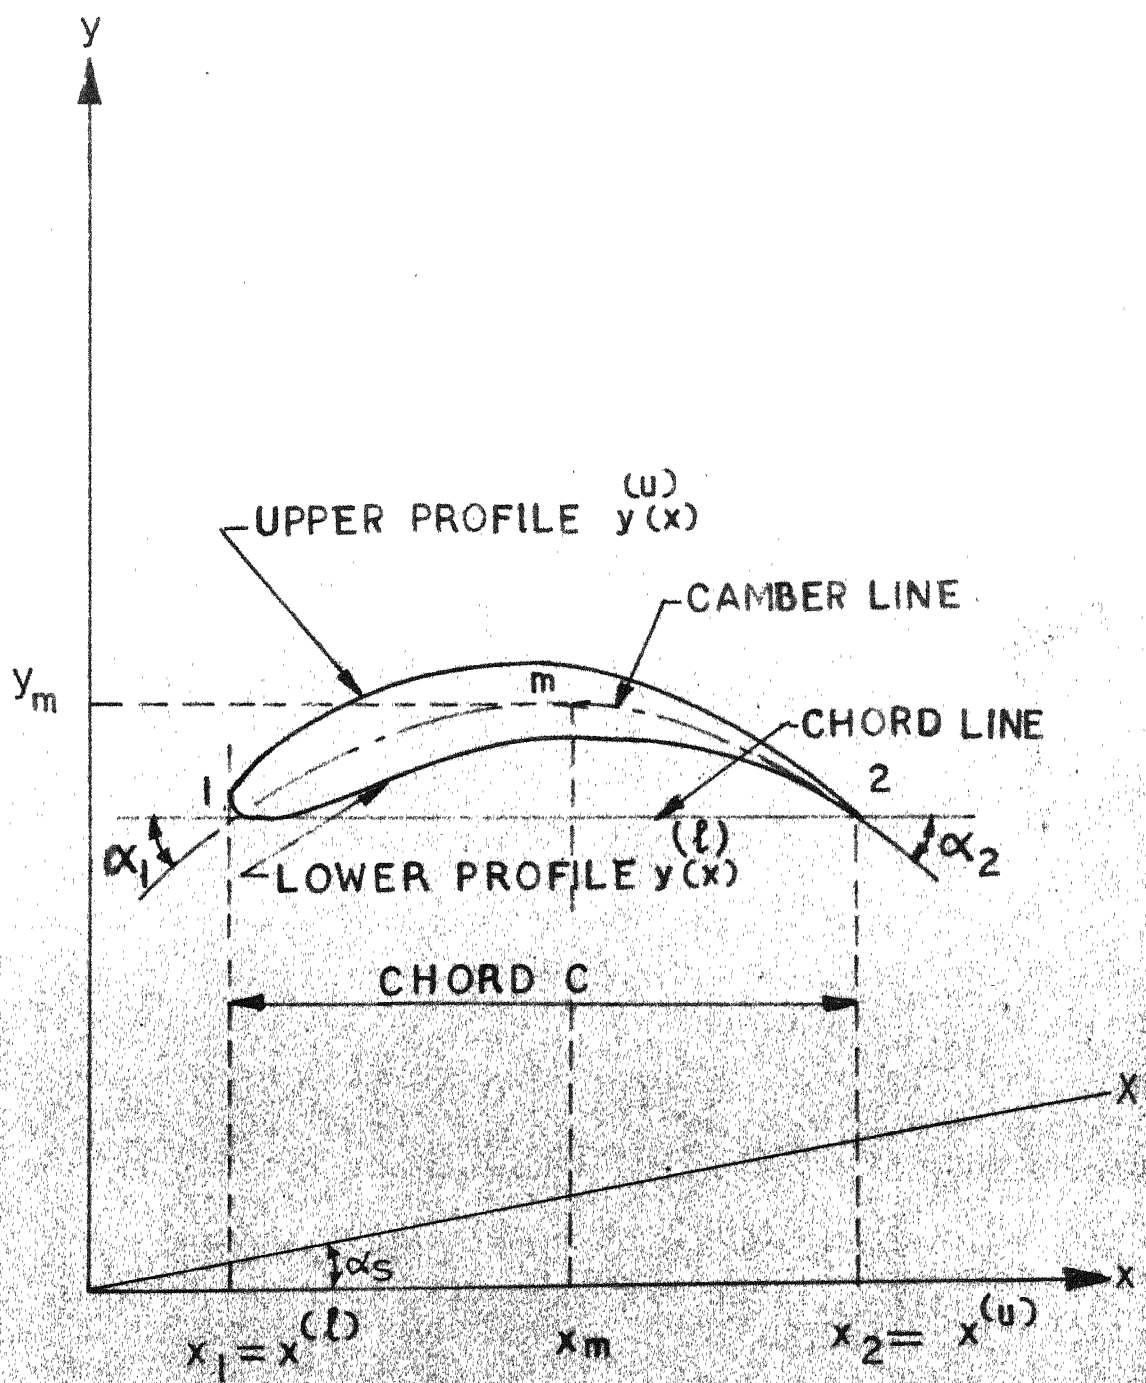 y
(u)
UPPER PROFILE y(x)
CAMBER LINE
y_m
m
CHORD LINE
1
2
α_1
(l)
α_2
LOWER PROFILE y(x)
CHORD C
X
α_s
x
x_1 = x^(l)
x_m
x_2 = x^(u)